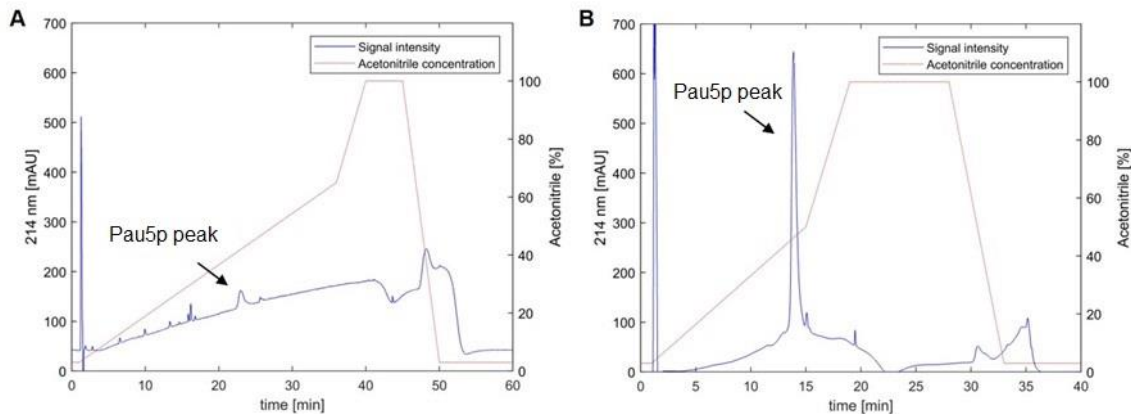 A
700
600
500
400
300
200
100
0
214 nm [mAU]
0 10 20 30 40 50 60
time [min]
100
80
60
40
20
0
Acetonitrile [%]
Signal intensity
Acetonitrile concentration
Pau5p peak
B
700
600
500
400
300
200
100
0
214 nm [mAU]
0 5 10 15 20 25 30 35 40
time [min]
100
80
60
40
20
0
Acetonitrile [%]
Signal intensity
Acetonitrile concentration
Pau5p peak